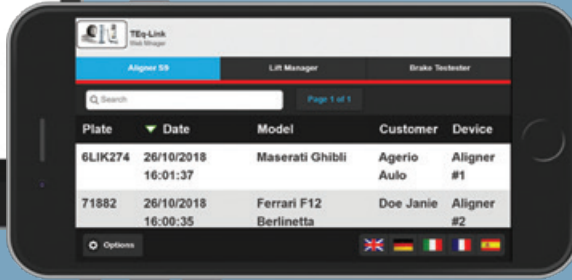 TEq-Link
Web Mnager
Aligner S9
Lift Manager
Brake Testester
Search
Page 1 of 1
Plate Date Model Customer Device
6LIK274 26/10/2018 Maserati Ghibli Agerio Aligner
16:01:37 Aulo #1
71882 26/10/2018 Ferrari F12 Doe Janie Aligner
16:00:35 Berlinetta #2
Options